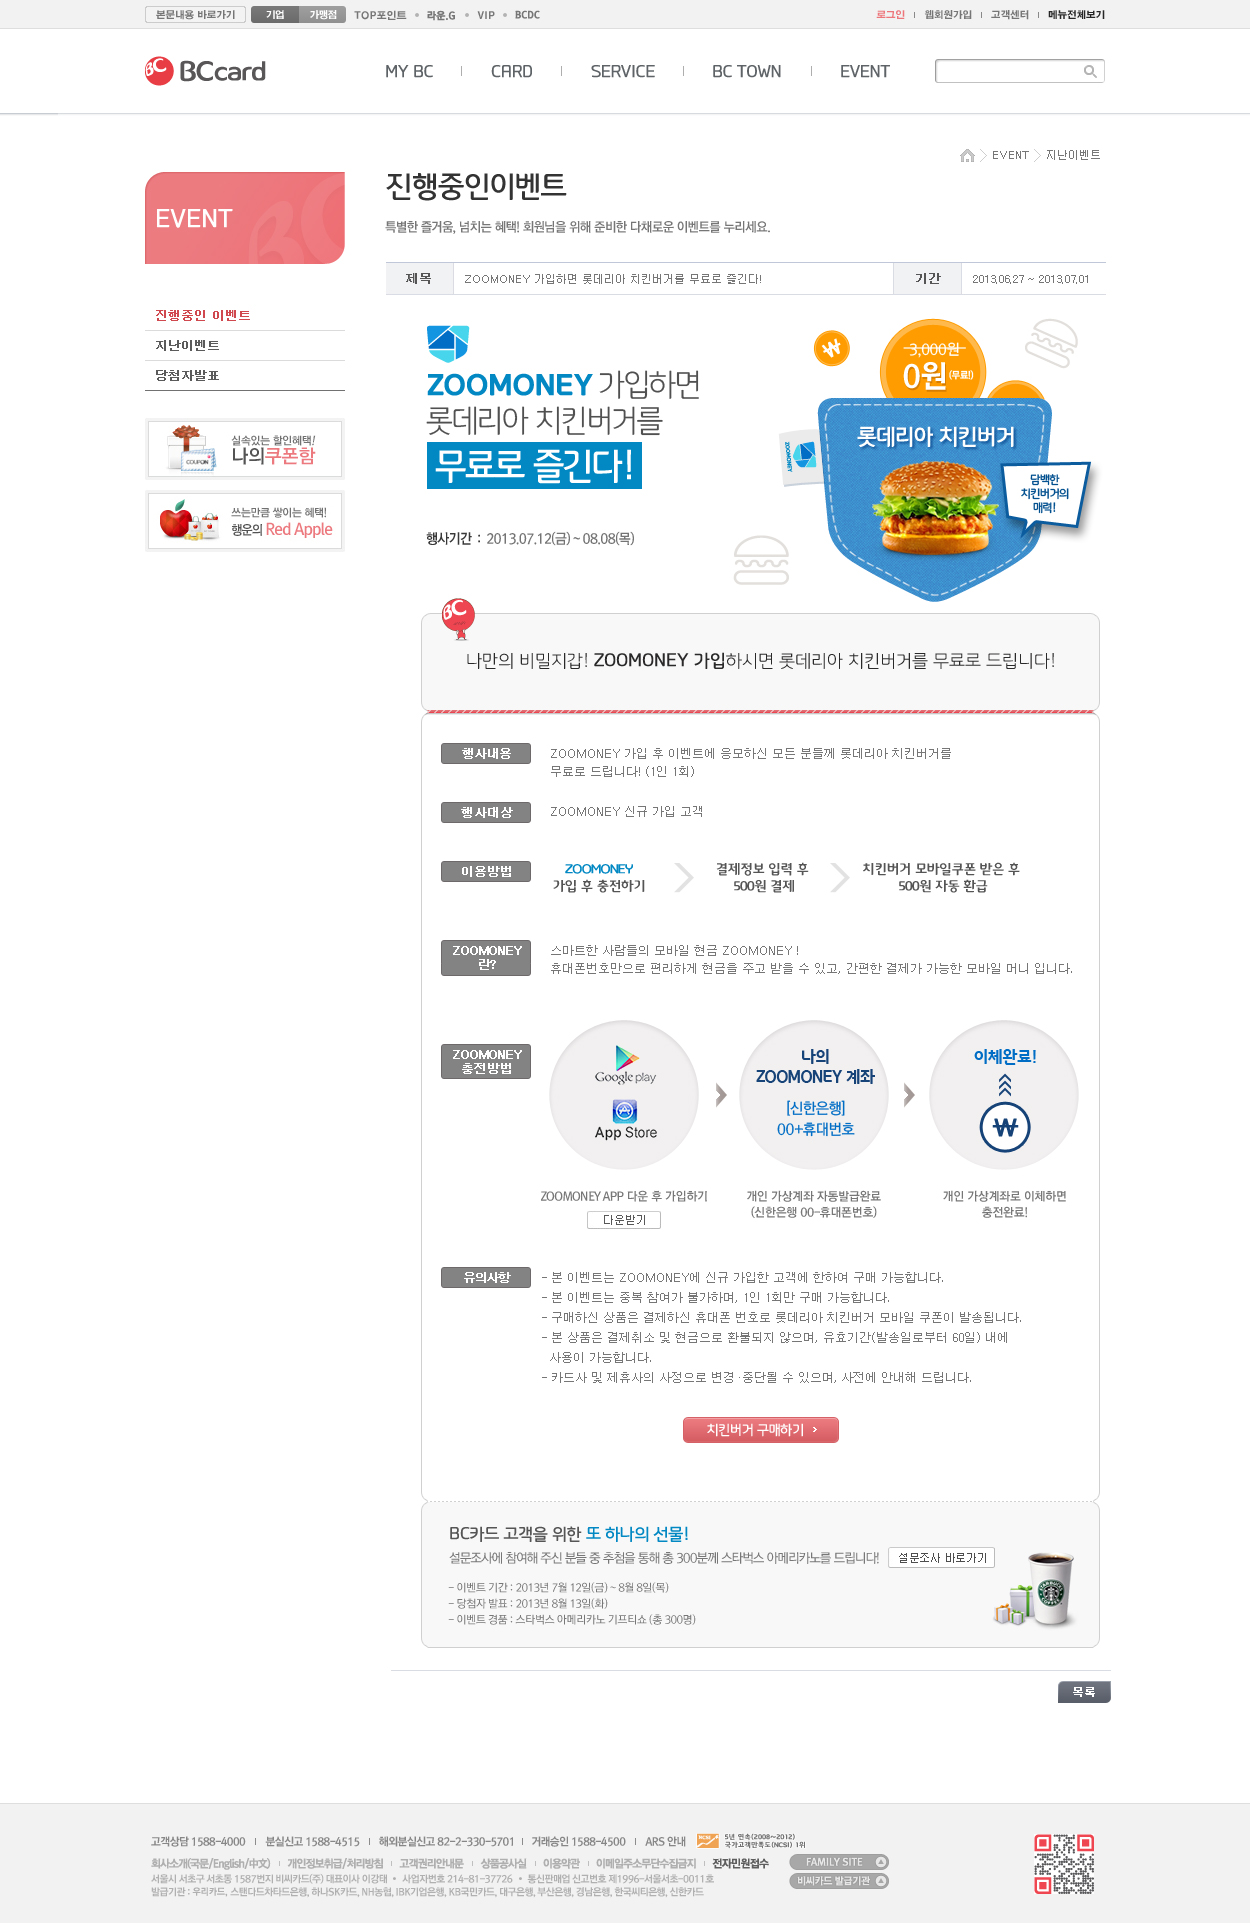 본문내용 바로가기 기업 가맹점 TOP포인트 • 라운.G • VIP • BCDC
로그인 웹회원가입 고객센터 메뉴전체보기
BC BCcard
MY BC CARD SERVICE BC TOWN EVENT
EVENT 지난이벤트
EVENT
진행중인 이벤트
지난이벤트
당첨자발표
실속있는 할인혜택!
나의쿠폰함
COUPON
쓰는만큼 쌓이는 혜택!
행운의 Red Apple
진행중인이벤트
특별한 즐거움, 넘치는 혜택! 회원님을 위해 준비한 다채로운 이벤트를 누리세요.
제목 ZOOMONEY 가입하면 롯데리아 치킨버거를 무료로 즐긴다! 기간 2013.06.27 ~ 2013.07.01
ZOOMONEY 가입하면
롯데리아 치킨버거를
무료로 즐긴다!
행사기간 : 2013.07.12(금) ~ 08.08(목)
3,000원
0원(무료!)
롯데리아 치킨버거
ZOOMONEY
담백한
치킨버거의
매력!
BC
나만의 비밀지갑! ZOOMONEY 가입하시면 롯데리아 치킨버거를 무료로 드립니다!
행사내용
ZOOMONEY 가입 후 이벤트에 응모하신 모든 분들께 롯데리아 치킨버거를
무료로 드립니다! (1인 1회)
행사대상
ZOOMONEY 신규 가입 고객
이용방법
ZOOMONEY
가입 후 충전하기
결제정보 입력 후
500원 결제
치킨버거 모바일쿠폰 받은 후
500원 자동 환급
ZOOMONEY
란?
스마트한 사람들의 모바일 현금 ZOOMONEY !
휴대폰번호만으로 편리하게 현금을 주고 받을 수 있고, 간편한 결제가 가능한 모바일 머니 입니다.
ZOOMONEY
충전방법
Google play
App Store
나의
ZOOMONEY 계좌
[신한은행]
00+휴대번호
이체완료!
₩
ZOOMONEY APP 다운 후 가입하기
다운받기
개인 가상계좌 자동발급완료
(신한은행 00-휴대폰번호)
개인 가상계좌로 이체하면
충전완료!
유의사항
- 본 이벤트는 ZOOMONEY에 신규 가입한 고객에 한하여 구매 가능합니다.
- 본 이벤트는 중복 참여가 불가하며, 1인 1회만 구매 가능합니다.
- 구매하신 상품은 결제하신 휴대폰 번호로 롯데리아 치킨버거 모바일 쿠폰이 발송됩니다.
- 본 상품은 결제취소 및 현금으로 환불되지 않으며, 유효기간(발송일로부터 60일) 내에
사용이 가능합니다.
- 카드사 및 제휴사의 사정으로 변경·중단될 수 있으며, 사전에 안내해 드립니다.
치킨버거 구매하기 >
BC카드 고객을 위한 또 하나의 선물!
설문조사에 참여해 주신 분들 중 추첨을 통해 총 300분께 스타벅스 아메리카노를 드립니다! 설문조사 바로가기
- 이벤트 기간 : 2013년 7월 12일(금) ~ 8월 8일(목)
- 당첨자 발표 : 2013년 8월 13일(화)
- 이벤트 경품 : 스타벅스 아메리카노 기프티쇼 (총 300명)
목록
고객상담 1588-4000 분실신고 1588-4515 해외분실신고 82-2-330-5701 거래승인 1588-4500 ARS 안내 5년 연속(2008~2012)
국가고객만족도(NCSI) 1위
회사소개(국문/English/中文) 개인정보취급/처리방침 고객권리안내문 상품공시실 이용약관 이메일주소무단수집금지 전자민원접수 FAMILY SITE
서울시 서초구 서초동 1587번지 비씨카드(주) 대표이사 이강태 • 사업자번호 214-81-37726 • 통신판매업 신고번호 제1996-서울서초-0011호
비씨카드 발급기관
발급기관 : 우리카드, 스탠다드차타드은행, 하나SK카드, NH농협, IBK기업은행, KB국민카드, 대구은행, 부산은행, 경남은행, 한국씨티은행, 신한카드